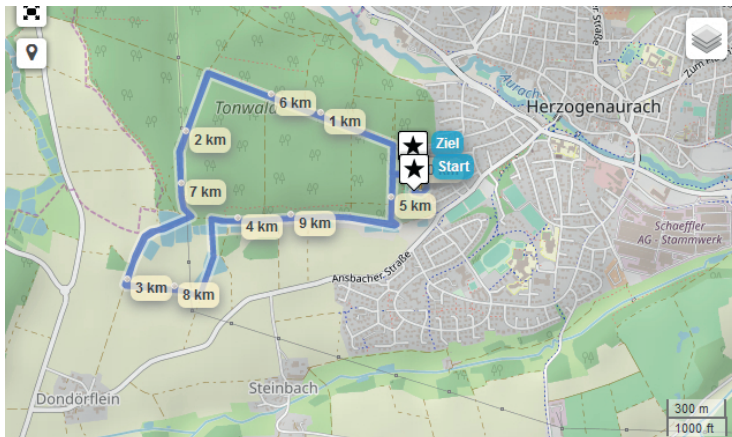 aße
Straße
Zum F
Aurach
Herzogenaurach
Tonwald
6 km
1 km
2 km
Ziel
Start
7 km
5 km
4 km
9 km
Schaeffler
AG - Stammwerk
Ansbacher Straße
3 km
8 km
Steinbach
Dondörflein
300 m
1000 ft